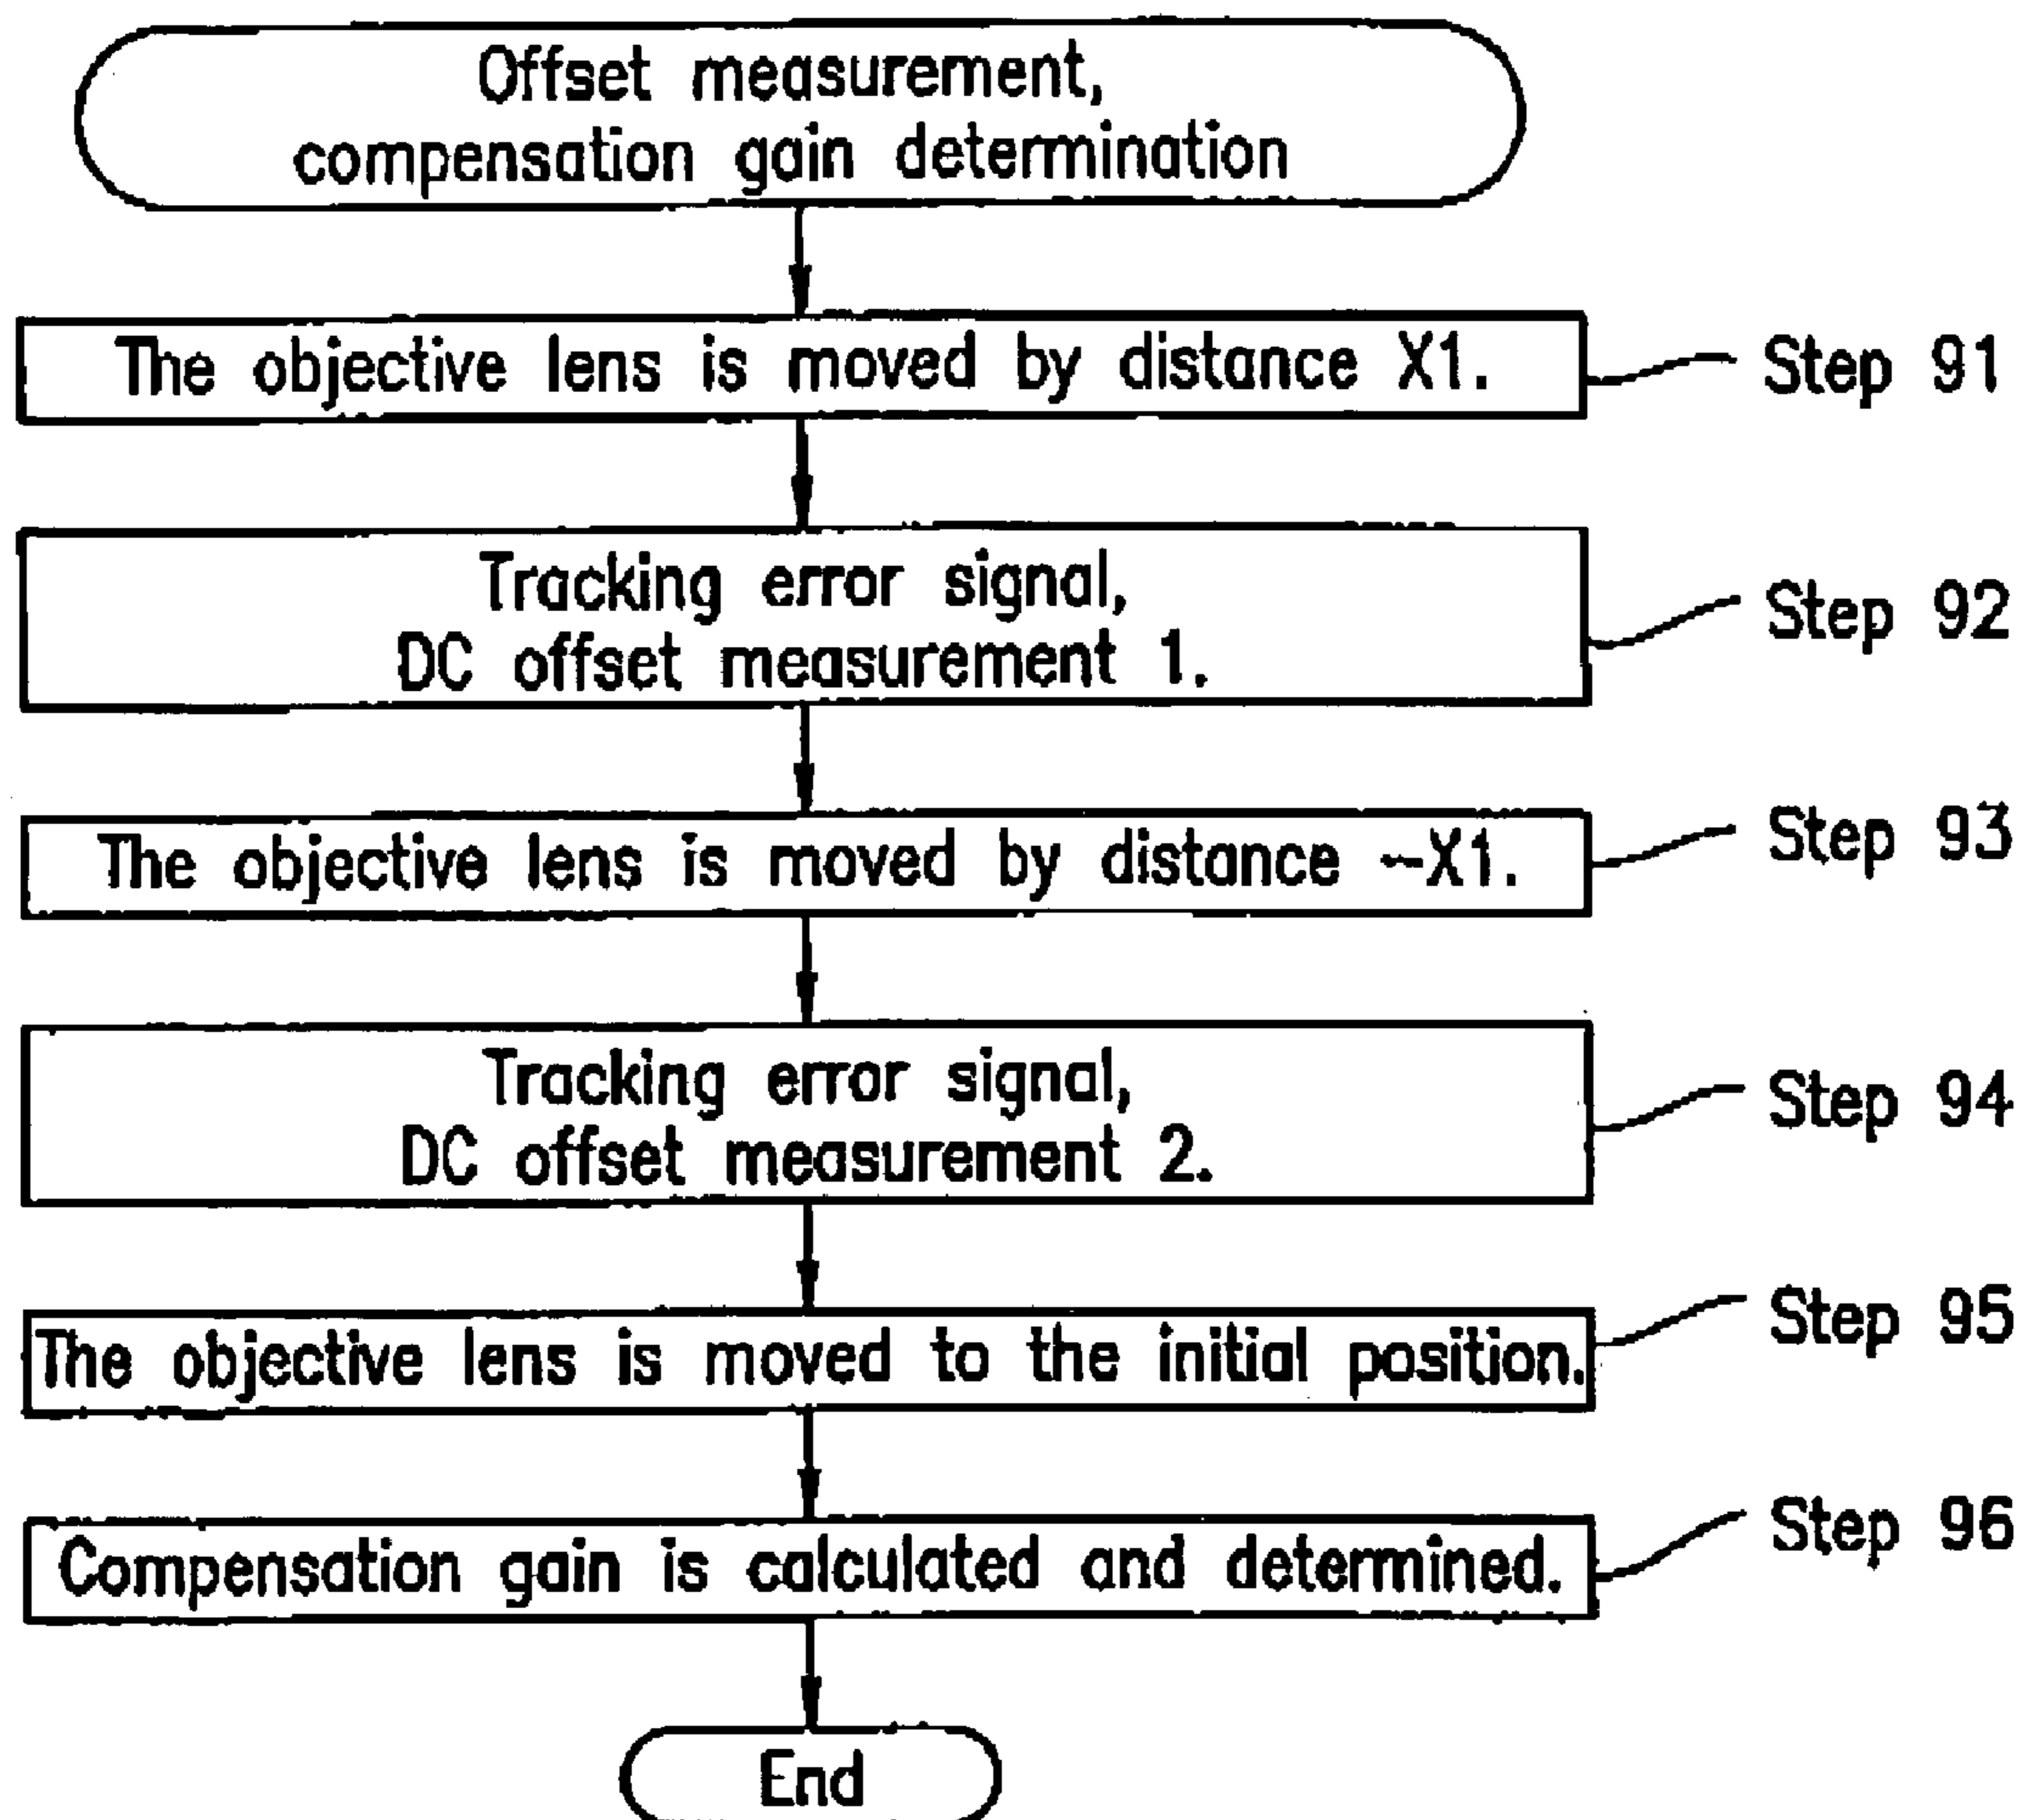 Offset measurement,
compensation gain determination
The objective lens is moved by distance X1.
Step 91
Tracking error signal,
DC offset measurement 1.
Step 92
The objective lens is moved by distance -X1.
Step 93
Tracking error signal,
DC offset measurement 2.
Step 94
The objective lens is moved to the initial position.
Step 95
Compensation gain is calculated and determined.
Step 96
End